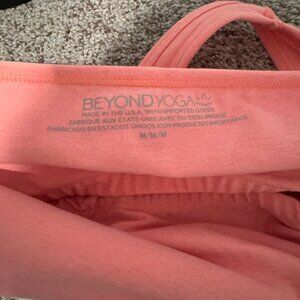 BEYOND YOGA
MADE IN THE U.S.A. WITH IMPORTED GOODS
FABRIQUÉ AUX ÉTATS-UNIS AVEC DU TISSU IMPOSÉ
FABRICADO EN ESTADOS UNIDOS CON PRODUCTOS IMPORTADOS
M/M/M